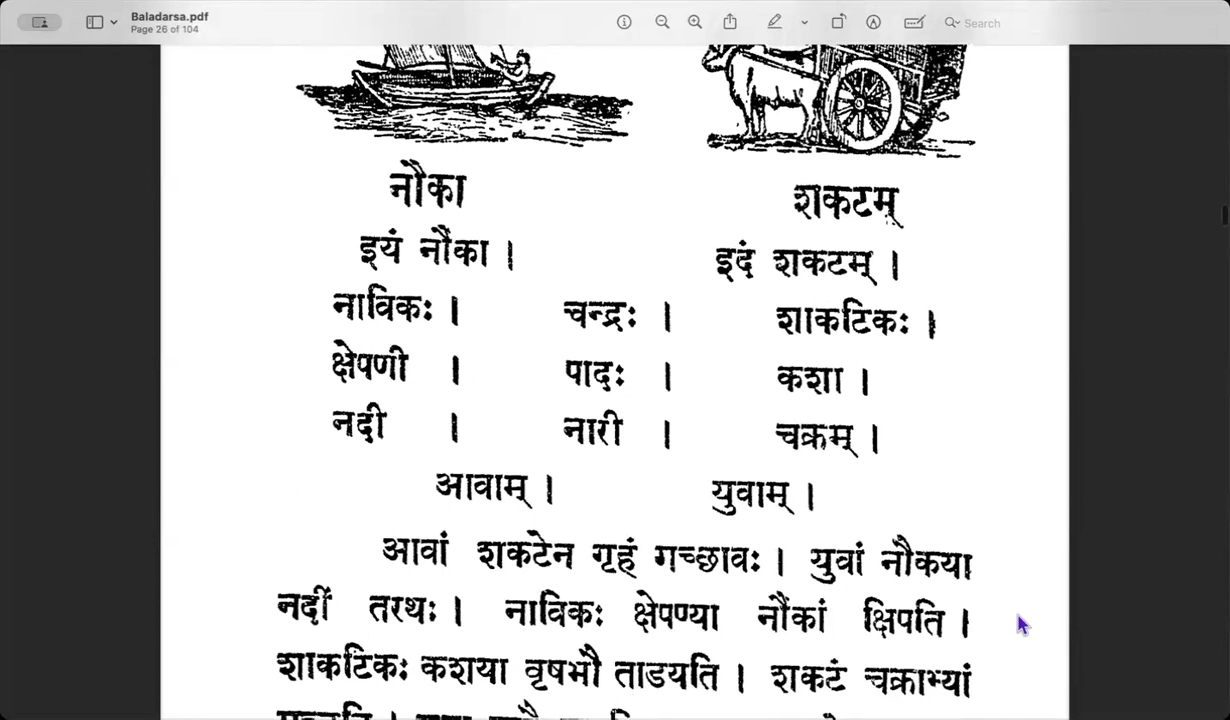 Baladarsa.pdf
Page 26 of 104
Search
नौका शकटम्
इयं नौका । इदं शकटम् ।
नाविकः । चन्द्रः । शाकटिकः ।
क्षेपणी । पादः । कशा ।
नदी । नारी । चक्रम् ।
आवाम् । युवाम् ।
आवां शकटेन गृहं गच्छावः । युवां नौकया
नदीं तरथः । नाविकः क्षेपण्या नौकां क्षिपति ।
शाकटिकः कशया वृषभौ ताडयति । शकटं चक्राभ्यां